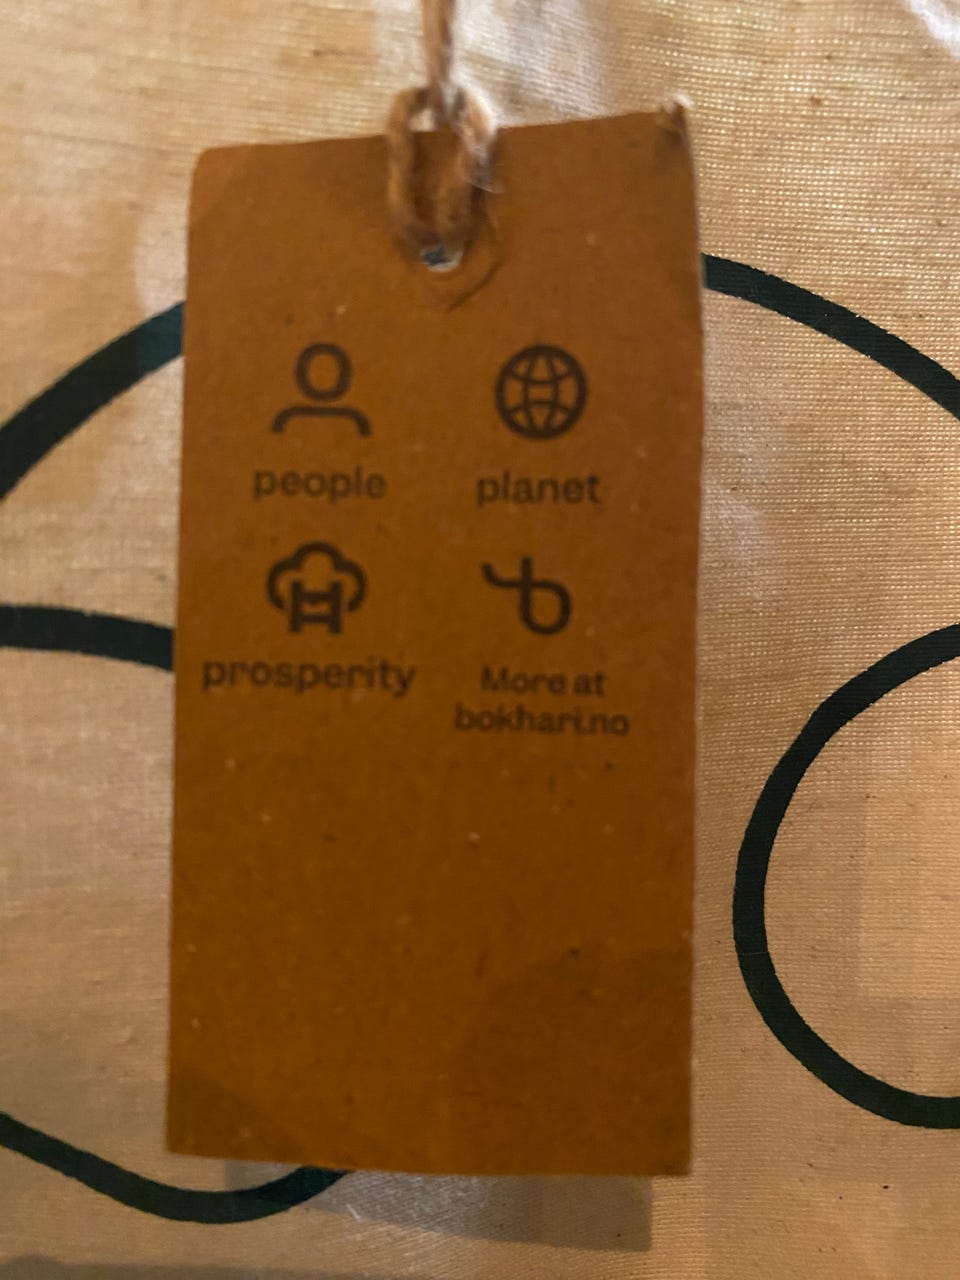 people
planet
prosperity
More at
bokhari.no